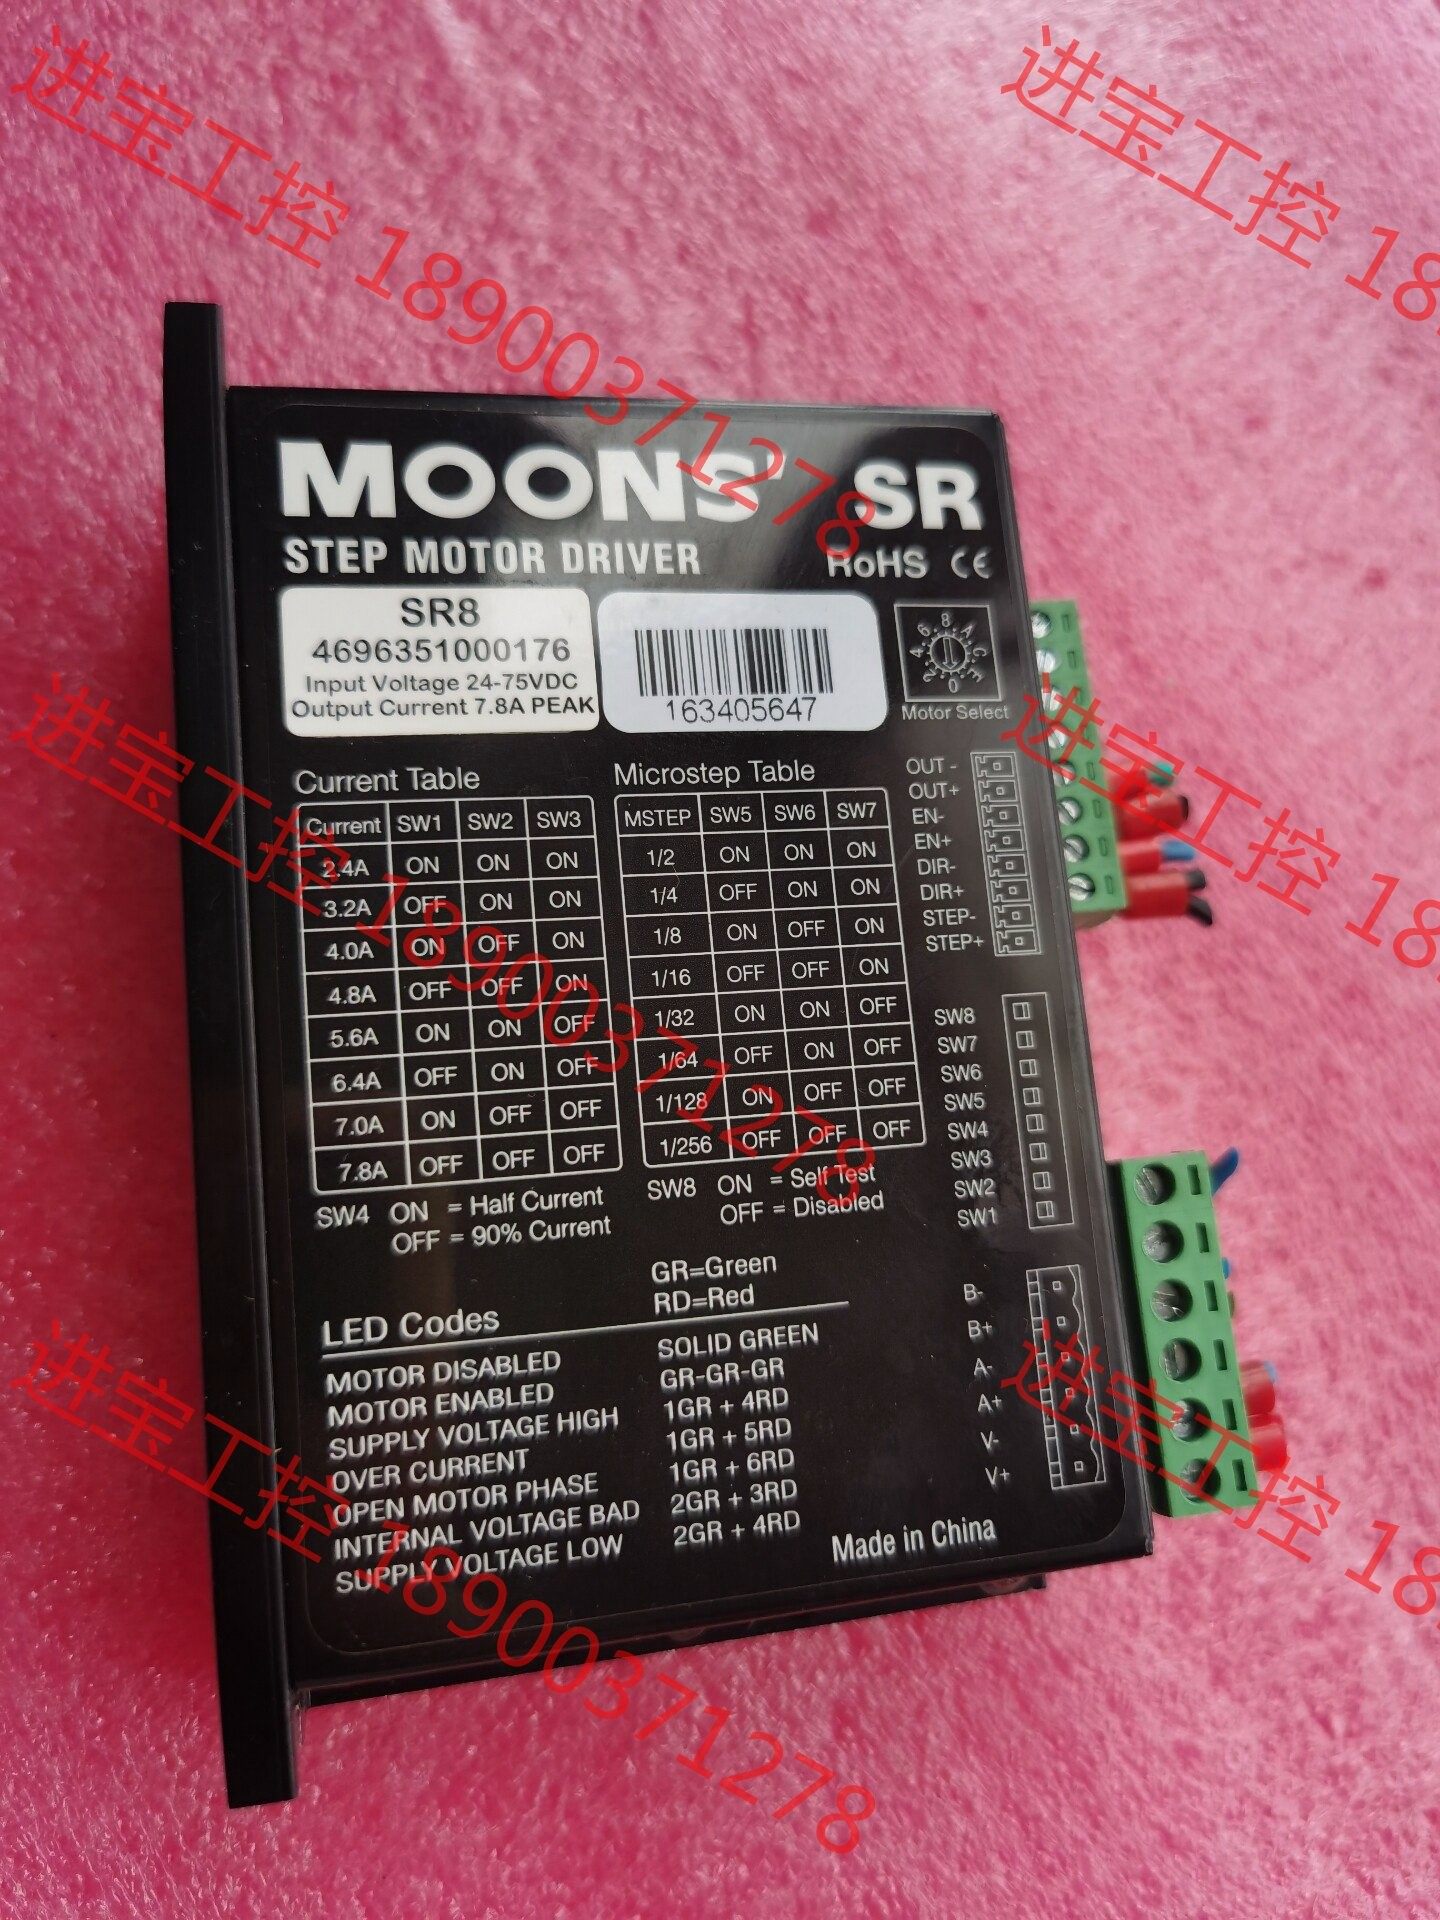 进宝工控 18900371278
进宝工控 18
MOONS' SR
STEP MOTOR DRIVER
RoHS CE
SR8
4696351000176
Input Voltage 24-75VDC
Output Current 7.8A PEAK
163405647
0 4 6 8 A C E
Motor Select
Current Table
Current SW1 SW2 SW3
2.4A ON ON ON
3.2A OFF ON ON
4.0A ON OFF ON
4.8A OFF OFF ON
5.6A ON ON OFF
6.4A OFF ON OFF
7.0A ON OFF OFF
7.8A OFF OFF OFF
SW4 ON = Half Current
OFF = 90% Current
Microstep Table
MSTEP SW5 SW6 SW7
1/2 ON ON ON
1/4 OFF ON ON
1/8 ON OFF ON
1/16 OFF OFF ON
1/32 ON ON OFF
1/64 OFF ON OFF
1/128 ON OFF OFF
1/256 OFF OFF OFF
SW8 ON = Self Test
OFF = Disabled
OUT -
OUT+
EN-
EN+
DIR-
DIR+
STEP-
STEP+
SW8
SW7
SW6
SW5
SW4
SW3
SW2
SW1
B-
B+
A-
A+
V-
V+
GR=Green
RD=Red
LED Codes
MOTOR DISABLED SOLID GREEN
MOTOR ENABLED GR-GR-GR
SUPPLY VOLTAGE HIGH 1GR + 4RD
OVER CURRENT 1GR + 5RD
OPEN MOTOR PHASE 1GR + 6RD
INTERNAL VOLTAGE BAD 2GR + 3RD
SUPPLY VOLTAGE LOW 2GR + 4RD
Made in China
进宝工控 18900371278
进宝工控 18
进宝工控 18900371278
进宝工控 18